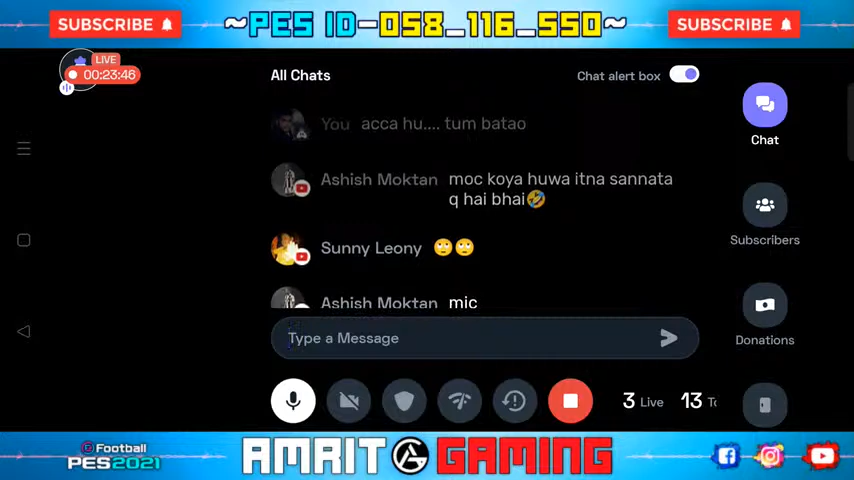 SUBSCRIBE
~PES ID-058_116_550~
SUBSCRIBE
LIVE
00:23:46
All Chats
Chat alert box
You acca hu.... tum batao
Chat
Ashish Moktan moc koya huwa itna sannata
q hai bhai🤣
Subscribers
Sunny Leony 🙄🙄
Ashish Moktan mic
Type a Message
Donations
3 Live 13 To
eFootball
PES2021
AMRIT GAMING